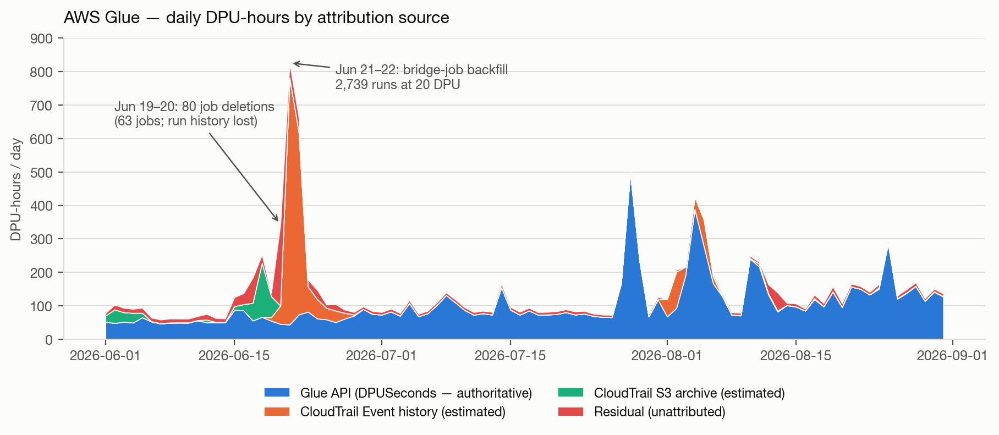 AWS Glue — daily DPU-hours by attribution source
DPU-hours / day
900
800
700
600
500
400
300
200
100
0
Jun 21–22: bridge-job backfill
2,739 runs at 20 DPU
Jun 19–20: 80 job deletions
(63 jobs; run history lost)
2026-06-01
2026-06-15
2026-07-01
2026-07-15
2026-08-01
2026-08-15
2026-09-01
Glue API (DPUSeconds — authoritative)
CloudTrail Event history (estimated)
CloudTrail S3 archive (estimated)
Residual (unattributed)